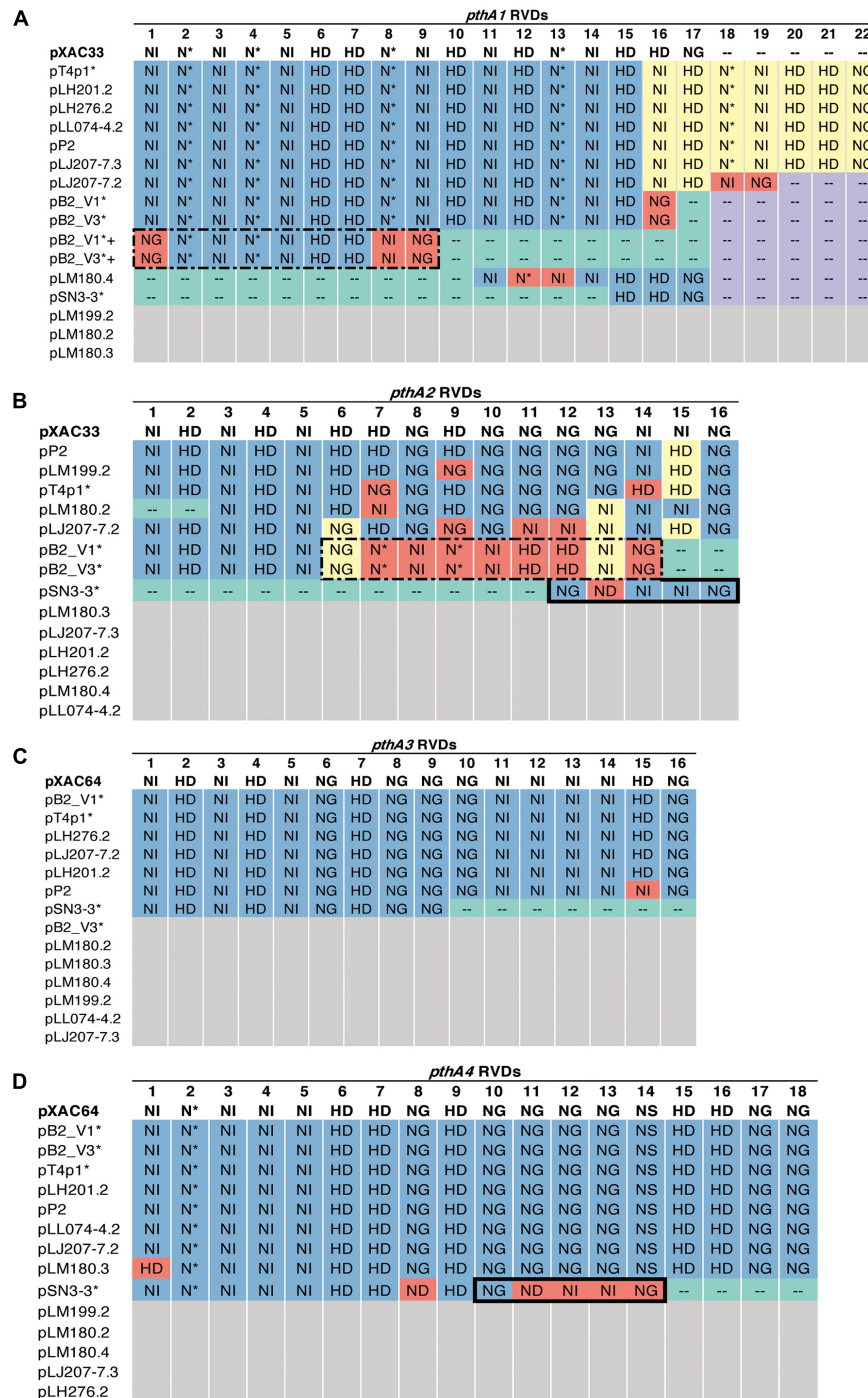 A
pthA1 RVDs
1 2 3 4 5 6 7 8 9 10 11 12 13 14 15 16 17 18 19 20 21 22
pXAC33 NI N* NI N* NI HD HD N* NI HD NI HD N* NI HD HD NG -- -- -- -- --
pT4p1* NI N* NI N* NI HD HD N* NI HD NI HD N* NI HD NI HD N* NI HD HD NG
pLH201.2 NI N* NI N* NI HD HD N* NI HD NI HD N* NI HD NI HD N* NI HD HD NG
pLH276.2 NI N* NI N* NI HD HD N* NI HD NI HD N* NI HD NI HD N* NI HD HD NG
pLL074-4.2 NI N* NI N* NI HD HD N* NI HD NI HD N* NI HD NI HD N* NI HD HD NG
pP2 NI N* NI N* NI HD HD N* NI HD NI HD N* NI HD NI HD N* NI HD HD NG
pLJ207-7.3 NI N* NI N* NI HD HD N* NI HD NI HD N* NI HD NI HD N* NI HD HD NG
pLJ207-7.2 NI N* NI N* NI HD HD N* NI HD NI HD N* NI HD NI HD NI NG -- -- --
pB2_V1* NI N* NI N* NI HD HD N* NI HD NI HD N* NI HD NG -- -- -- -- -- --
pB2_V3* NI N* NI N* NI HD HD N* NI HD NI HD N* NI HD NG -- -- -- -- -- --
pB2_V1*+ NG N* NI N* NI HD HD NI NG -- -- -- -- -- -- -- -- -- -- -- -- --
pB2_V3*+ NG N* NI N* NI HD HD NI NG -- -- -- -- -- -- -- -- -- -- -- -- --
pLM180.4 -- -- -- -- -- -- -- -- -- -- NI N* NI NI HD HD NG -- -- -- -- --
pSN3-3* -- -- -- -- -- -- -- -- -- -- -- -- -- -- HD HD NG -- -- -- -- --
pLM199.2
pLM180.2
pLM180.3
B
pthA2 RVDs
1 2 3 4 5 6 7 8 9 10 11 12 13 14 15 16
pXAC33 NI HD NI HD NI HD HD NG HD NG NG NG NG NI NI NG
pP2 NI HD NI HD NI HD HD NG HD NG NG NG NG NI HD NG
pLM199.2 NI HD NI HD NI HD HD NG NG NG NG NG NG NI HD NG
pT4p1* NI HD NI HD NI HD NG NG HD NG NG NG NG HD HD NG
pLM180.2 -- -- NI HD NI HD NI NG HD NG NG NG NI NI NI NG
pLJ207-7.2 NI HD NI HD NI NG HD NG NG NG NI NI NI NI HD NG
pB2_V1* NI HD NI HD NI NG N* NI N* NI HD HD NI NG -- --
pB2_V3* NI HD NI HD NI NG N* NI N* NI HD HD NI NG -- --
pSN3-3* -- -- -- -- -- -- -- -- -- -- -- NG ND NI NI NG
pLM180.3
pLJ207-7.3
pLH201.2
pLH276.2
pLM180.4
pLL074-4.2
C
pthA3 RVDs
1 2 3 4 5 6 7 8 9 10 11 12 13 14 15 16
pXAC64 NI HD NI HD NI NG HD NG NG NG NI NI NI NI HD NG
pB2_V1* NI HD NI HD NI NG HD NG NG NG NI NI NI NI HD NG
pT4p1* NI HD NI HD NI NG HD NG NG NG NI NI NI NI HD NG
pLH276.2 NI HD NI HD NI NG HD NG NG NG NI NI NI NI HD NG
pLJ207-7.2 NI HD NI HD NI NG HD NG NG NG NI NI NI NI HD NG
pLH201.2 NI HD NI HD NI NG HD NG NG NG NI NI NI NI HD NG
pP2 NI HD NI HD NI NG HD NG NG NG NI NI NI NI NI NG
pSN3-3* NI HD NI HD NI NG HD NG NG -- -- -- -- -- -- --
pB2_V3*
pLM180.2
pLM180.3
pLM180.4
pLM199.2
pLL074-4.2
pLJ207-7.3
D
pthA4 RVDs
1 2 3 4 5 6 7 8 9 10 11 12 13 14 15 16 17 18
pXAC64 NI N* NI NI NI HD HD NG HD NG NG NG NG NS HD HD NG NG
pB2_V1* NI N* NI NI NI HD HD NG HD NG NG NG NG NS HD HD NG NG
pB2_V3* NI N* NI NI NI HD HD NG HD NG NG NG NG NS HD HD NG NG
pT4p1* NI N* NI NI NI HD HD NG HD NG NG NG NG NS HD HD NG NG
pLH201.2 NI N* NI NI NI HD HD NG HD NG NG NG NG NS HD HD NG NG
pP2 NI N* NI NI NI HD HD NG HD NG NG NG NG NS HD HD NG NG
pLL074-4.2 NI N* NI NI NI HD HD NG HD NG NG NG NG NS HD HD NG NG
pLJ207-7.2 NI N* NI NI NI HD HD NG HD NG NG NG NG NS HD HD NG NG
pLM180.3 HD N* NI NI NI HD HD NG HD NG NG NG NG NS HD HD NG NG
pSN3-3* NI N* NI NI NI HD HD ND HD NG ND NI NI NG -- -- -- --
pLM199.2
pLM180.2
pLM180.4
pLJ207-7.3
pLH276.2